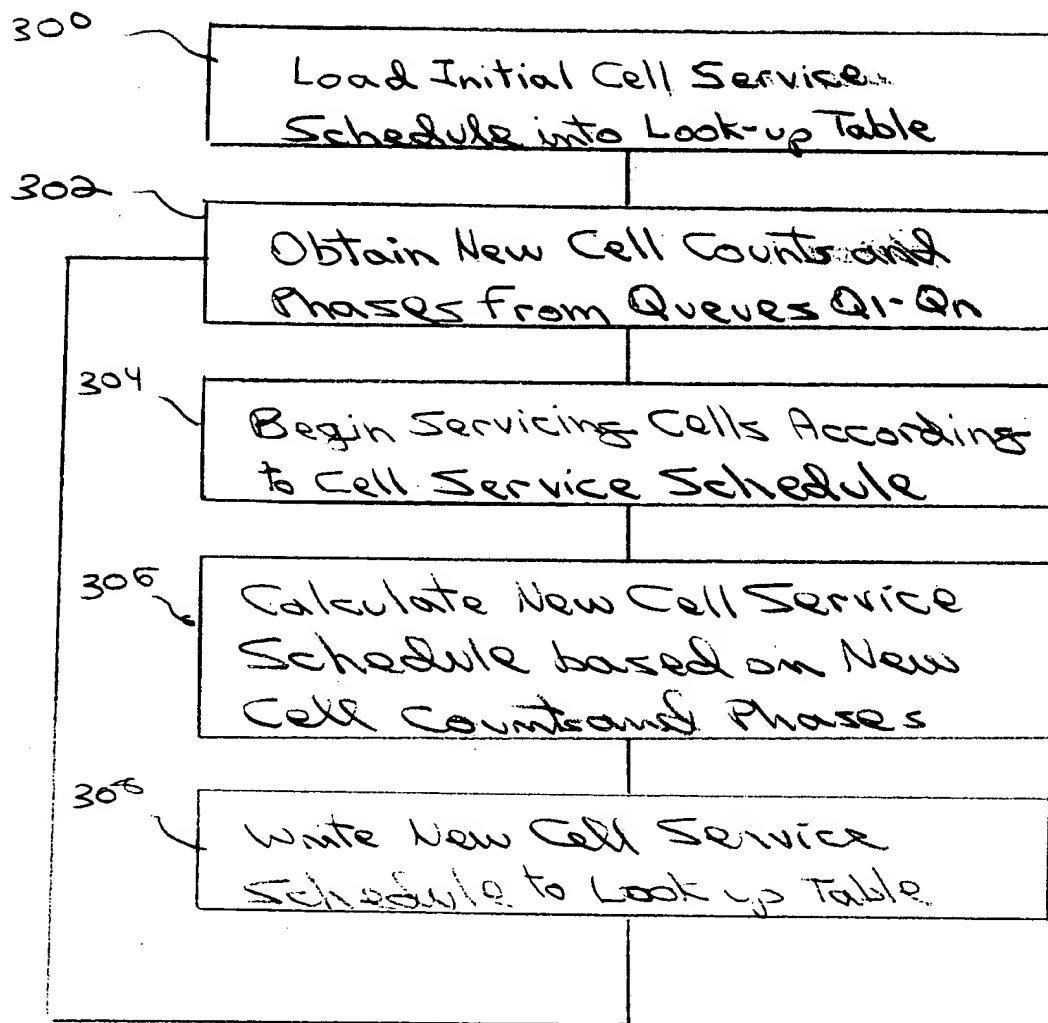 300
Load Initial Cell Service
Schedule into Look-up Table
302
Obtain New Cell Counts and
Phases From Queues Q1-Qn
304
Begin Servicing Cells According
to Cell Service Schedule
306
Calculate New Cell Service
Schedule based on New
Cell Counts and Phases
308
Write New Cell Service
Schedule to Look up Table